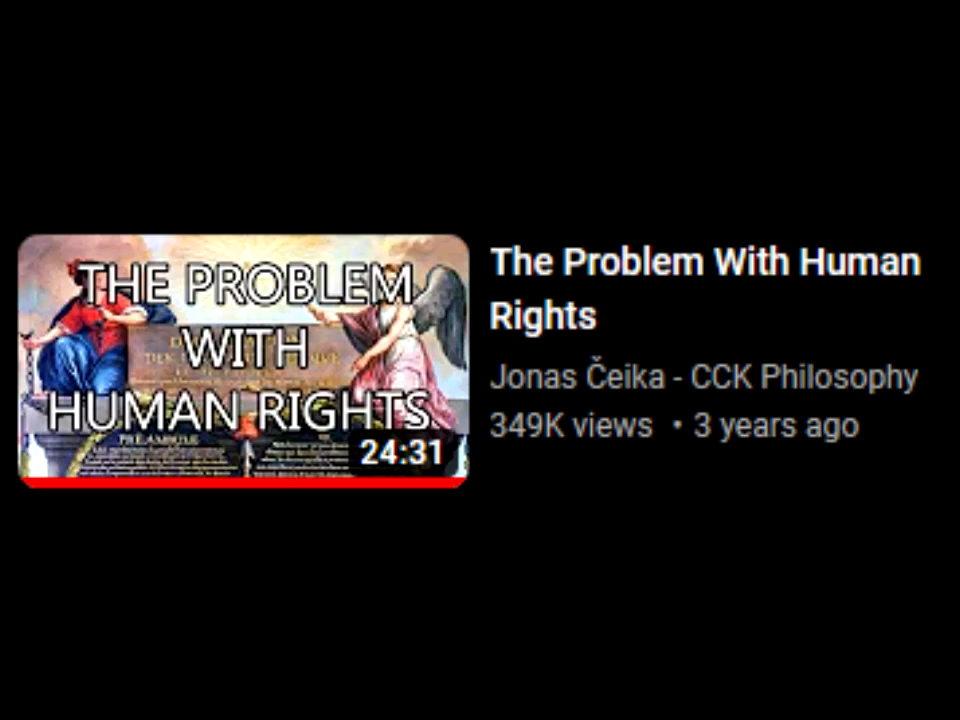 THE PROBLEM
WITH
HUMAN RIGHTS
PRÉAMBULE
24:31
The Problem With Human
Rights
Jonas Čeika - CCK Philosophy
349K views • 3 years ago